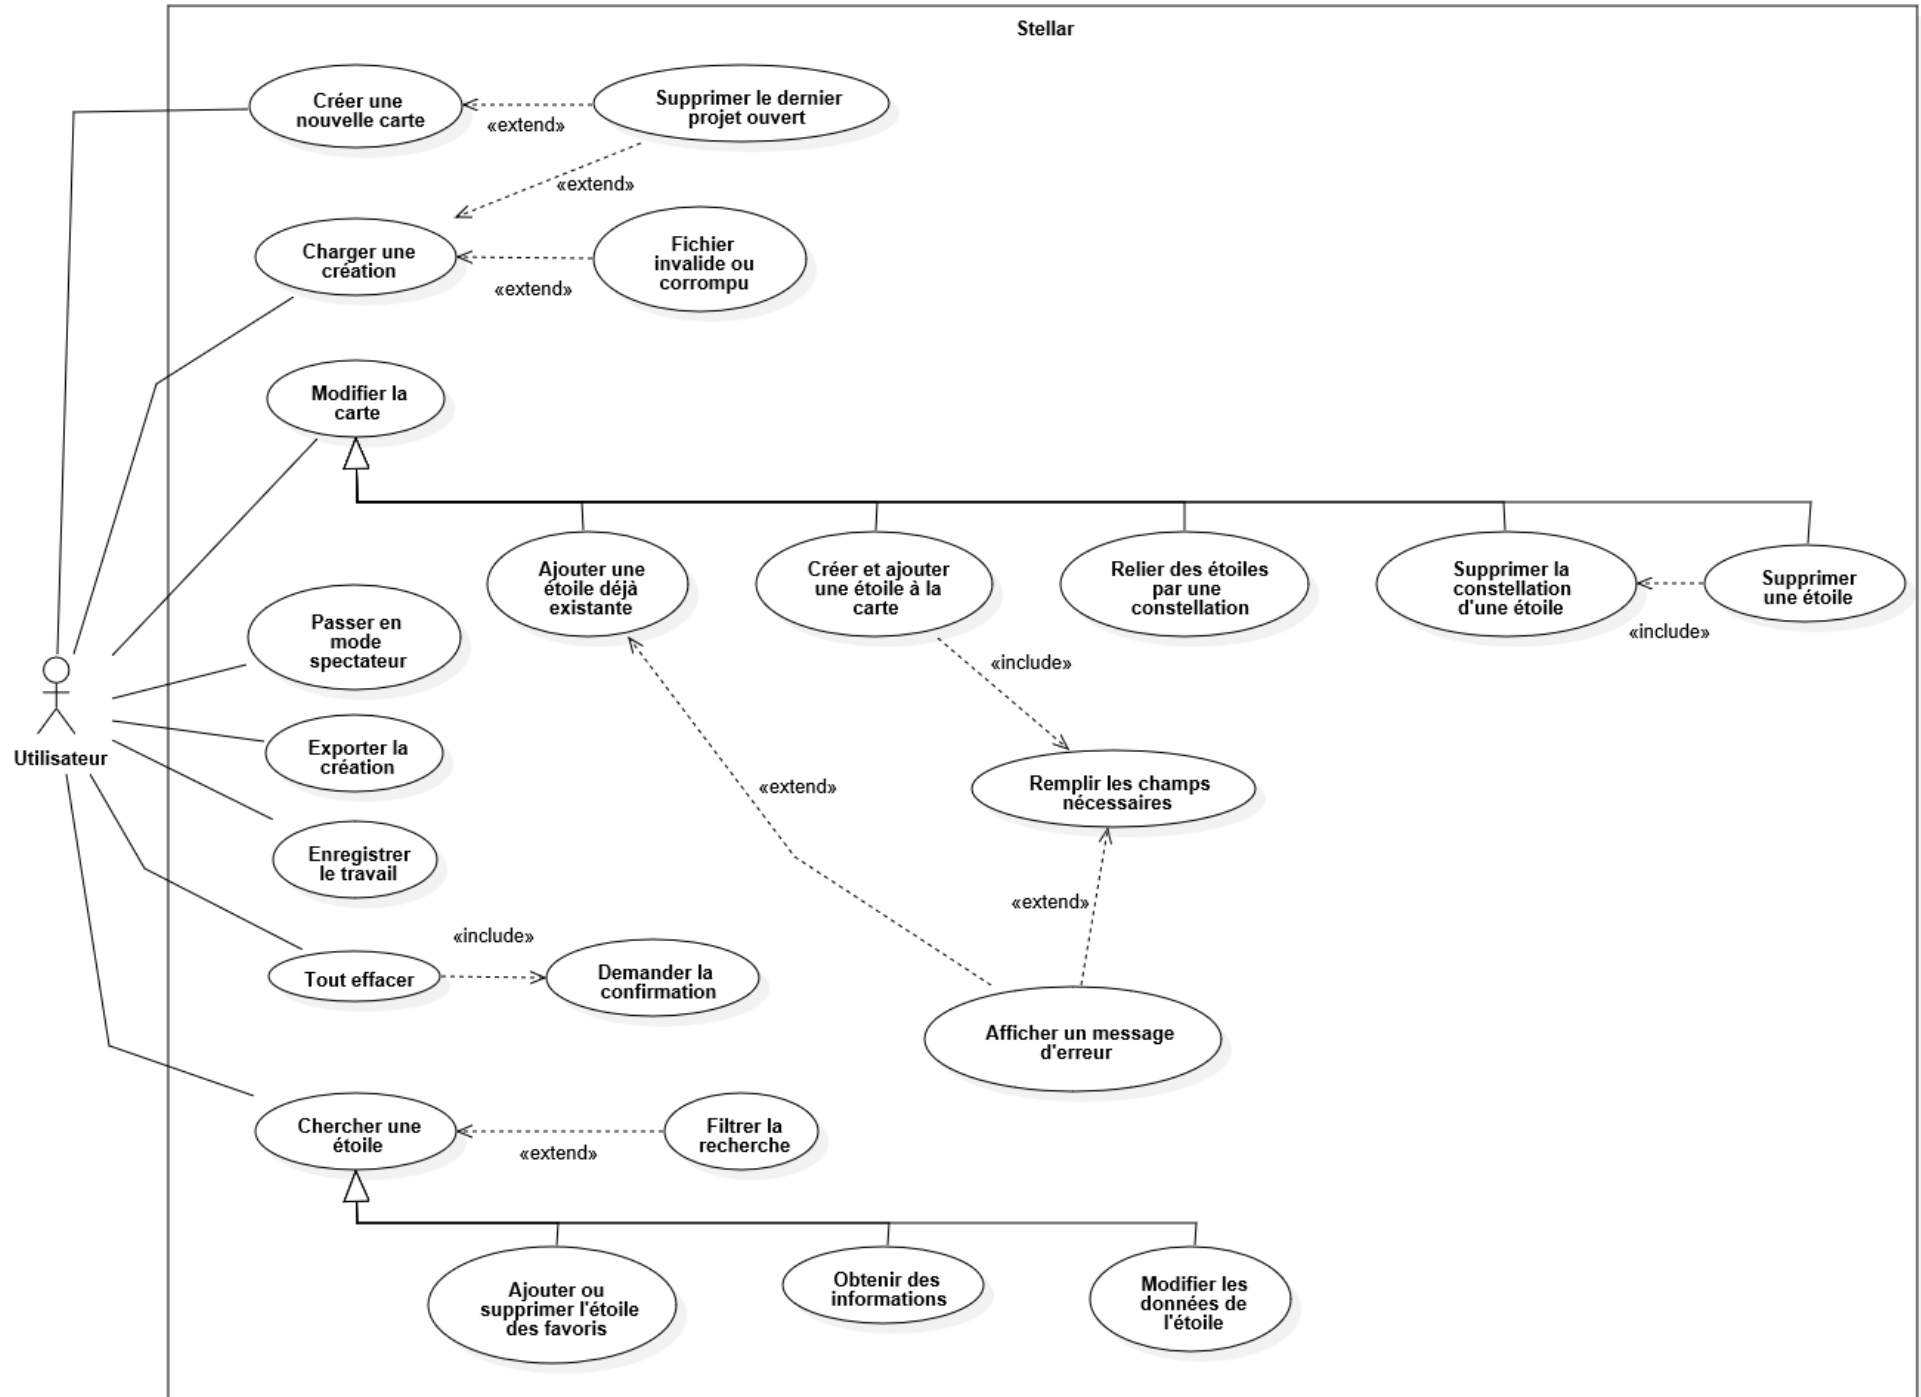 Stellar
Créer une
nouvelle carte
«extend»
Supprimer le dernier
projet ouvert
«extend»
Charger une
création
«extend»
Fichier
invalide ou
corrompu
Modifier la
carte
Ajouter une
étoile déjà
existante
Créer et ajouter
une étoile à la
carte
Relier des étoiles
par une
constellation
Supprimer la
constellation
d'une étoile
«include»
Supprimer
une étoile
Passer en
mode
spectateur
«include»
Utilisateur
Exporter la
création
«extend»
Remplir les champs
nécessaires
Enregistrer
le travail
«extend»
«include»
Tout effacer
Demander la
confirmation
Afficher un message
d'erreur
Chercher une
étoile
«extend»
Filtrer la
recherche
Ajouter ou
supprimer l'étoile
des favoris
Obtenir des
informations
Modifier les
données de
l'étoile